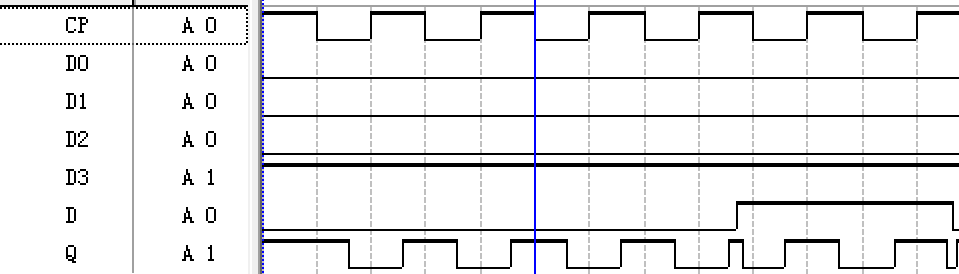 CP A 0
D0 A 0
D1 A 0
D2 A 0
D3 A 1
D A 0
Q A 1